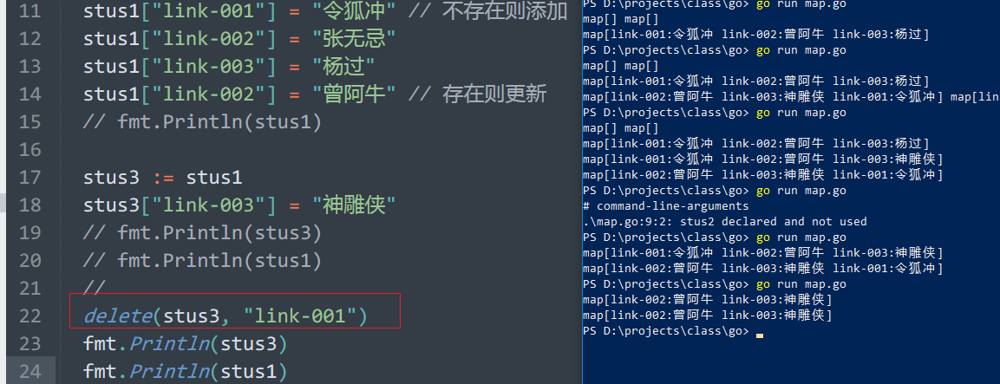 11 stus1["link-001"] = "令狐冲" // 不存在则添加
12 stus1["link-002"] = "张无忌"
13 stus1["link-003"] = "杨过"
14 stus1["link-002"] = "曾阿牛" // 存在则更新
15 // fmt.Println(stus1)
16
17 stus3 := stus1
18 stus3["link-003"] = "神雕侠"
19 // fmt.Println(stus3)
20 // fmt.Println(stus1)
21 //
22 delete(stus3, "link-001")
23 fmt.Println(stus3)
24 fmt.Println(stus1)
PS D:\projects\class\go> go run map.go
map[] map[]
map[link-001:令狐冲 link-002:曾阿牛 link-003:杨过]
PS D:\projects\class\go> go run map.go
map[] map[]
map[link-001:令狐冲 link-002:曾阿牛 link-003:杨过]
map[link-002:曾阿牛 link-003:神雕侠 link-001:令狐冲] map[lin
PS D:\projects\class\go> go run map.go
map[] map[]
map[link-001:令狐冲 link-002:曾阿牛 link-003:杨过]
map[link-001:令狐冲 link-002:曾阿牛 link-003:神雕侠]
map[link-002:曾阿牛 link-003:神雕侠 link-001:令狐冲]
PS D:\projects\class\go> go run map.go
# command-line-arguments
.\map.go:9:2: stus2 declared and not used
PS D:\projects\class\go> go run map.go
map[link-001:令狐冲 link-002:曾阿牛 link-003:神雕侠]
map[link-002:曾阿牛 link-003:神雕侠 link-001:令狐冲]
PS D:\projects\class\go> go run map.go
map[link-002:曾阿牛 link-003:神雕侠]
map[link-002:曾阿牛 link-003:神雕侠]
PS D:\projects\class\go>